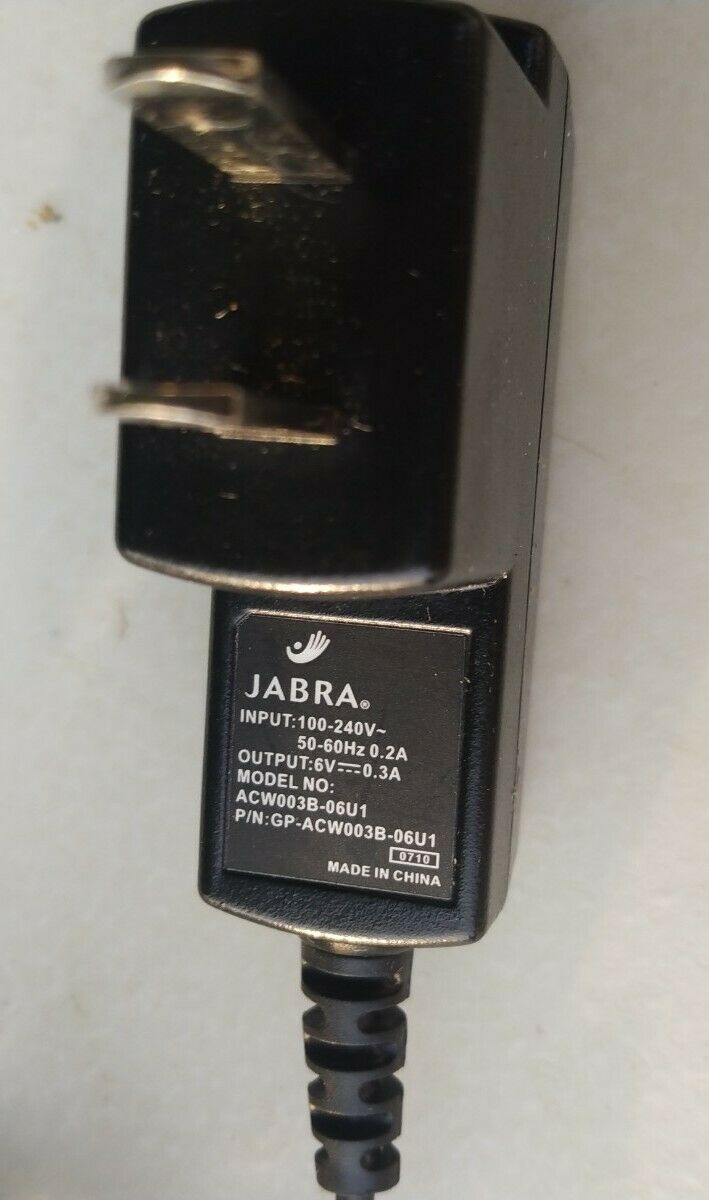 JABRA®
INPUT:100-240V~
50-60Hz 0.2A
OUTPUT:6V⎓0.3A
MODEL NO:
ACW003B-06U1
P/N:GP-ACW003B-06U1
0710
MADE IN CHINA